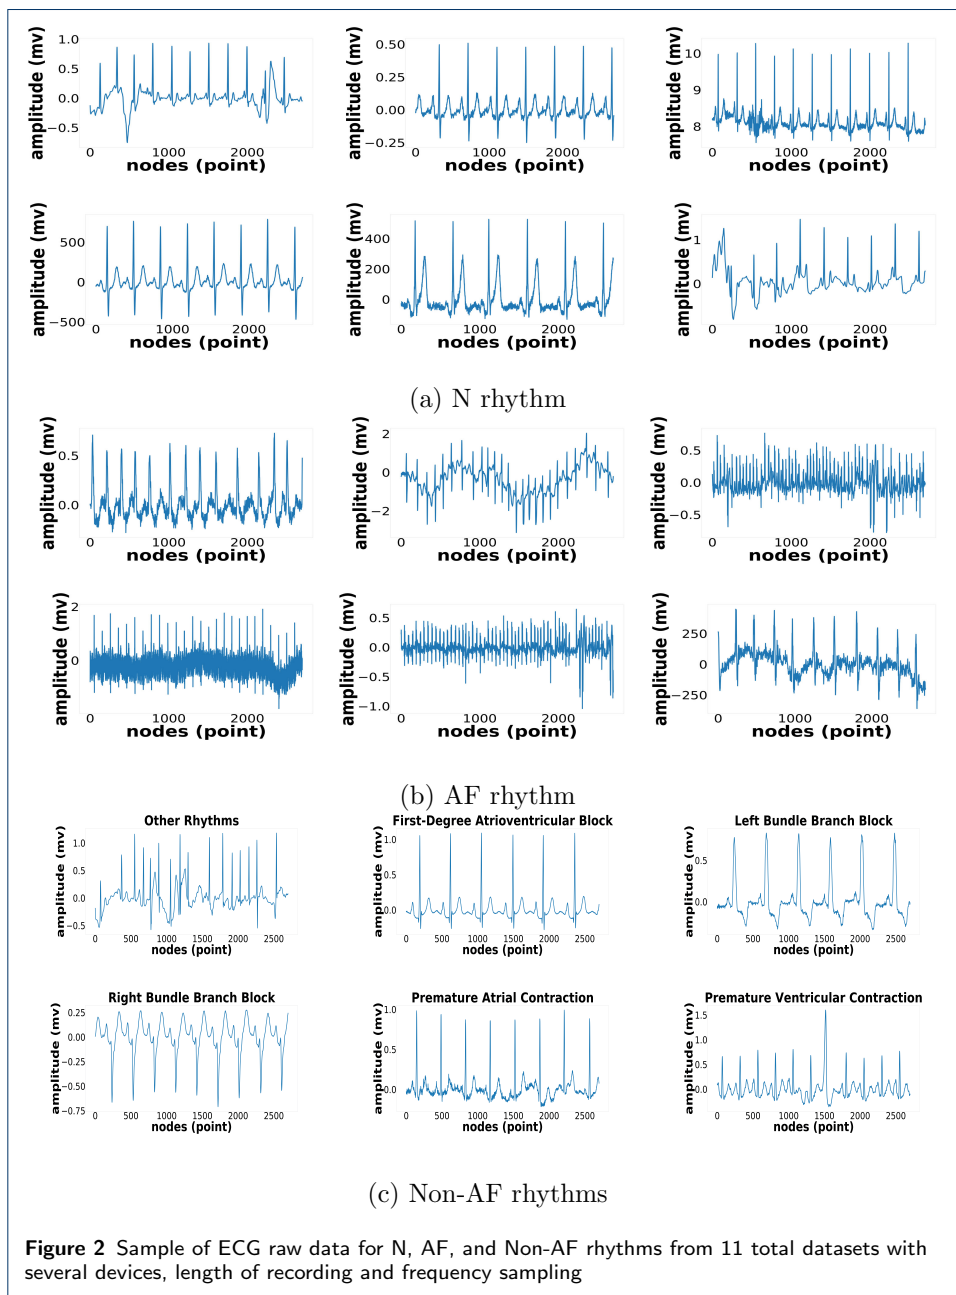 1.0
0.5
0.0
−0.5
amplitude (mv)
0 1000 2000
nodes (point)
0.50
0.25
0.00
−0.25
amplitude (mv)
0 1000 2000
nodes (point)
10
9
8
amplitude (mv)
0 1000 2000
nodes (point)
500
0
−500
amplitude (mv)
0 1000 2000
nodes (point)
400
200
0
amplitude (mv)
0 1000 2000
nodes (point)
1
0
amplitude (mv)
0 1000 2000
nodes (point)
(a) N rhythm
0.5
0.0
amplitude (mv)
0 1000 2000
nodes (point)
2
0
−2
amplitude (mv)
0 1000 2000
nodes (point)
0.5
0.0
−0.5
amplitude (mv)
0 1000 2000
nodes (point)
2
0
amplitude (mv)
0 1000 2000
nodes (point)
0.5
0.0
−0.5
−1.0
amplitude (mv)
0 1000 2000
nodes (point)
250
0
−250
amplitude (mv)
0 1000 2000
nodes (point)
(b) AF rhythm
Other Rhythms
1.0
0.5
0.0
−0.5
amplitude (mv)
0 500 1000 1500 2000 2500
nodes (point)
First-Degree Atrioventricular Block
1.0
0.5
0.0
amplitude (mv)
0 500 1000 1500 2000 2500
nodes (point)
Left Bundle Branch Block
0.5
0.0
amplitude (mv)
0 500 1000 1500 2000 2500
nodes (point)
Right Bundle Branch Block
0.25
0.00
−0.25
−0.50
−0.75
amplitude (mv)
0 500 1000 1500 2000 2500
nodes (point)
Premature Atrial Contraction
1.0
0.5
0.0
amplitude (mv)
0 500 1000 1500 2000 2500
nodes (point)
Premature Ventricular Contraction
1.5
1.0
0.5
0.0
amplitude (mv)
0 500 1000 1500 2000 2500
nodes (point)
(c) Non-AF rhythms
Figure 2 Sample of ECG raw data for N, AF, and Non-AF rhythms from 11 total datasets with
several devices, length of recording and frequency sampling